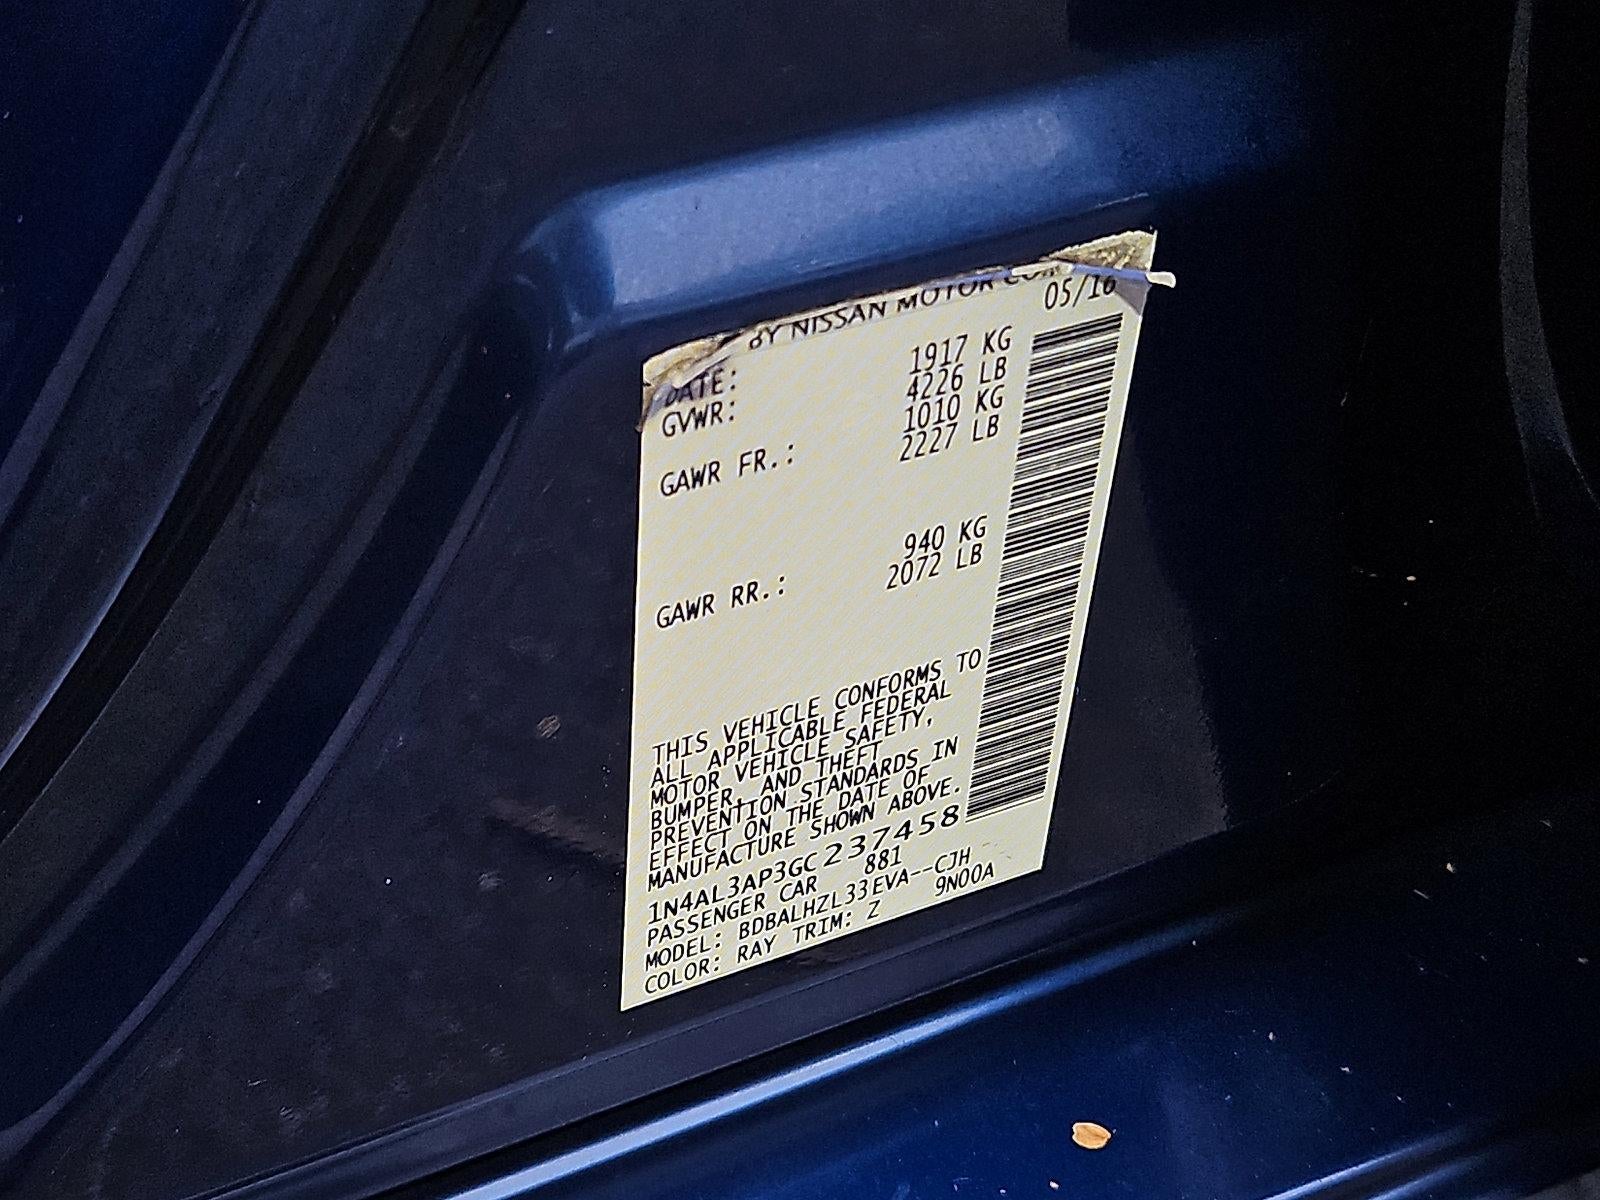 BY NISSAN MOTOR
DATE: 05/16
GVWR: 1917 KG
4226 LB
GAWR FR.: 1010 KG
2227 LB
GAWR RR.: 940 KG
2072 LB
THIS VEHICLE CONFORMS TO
ALL APPLICABLE FEDERAL
MOTOR VEHICLE SAFETY,
BUMPER, AND THEFT
PREVENTION STANDARDS IN
EFFECT ON THE DATE OF
MANUFACTURE SHOWN ABOVE.
1N4AL3AP3GC237458
PASSENGER CAR 881
MODEL: BDBALHZL33EVA--CJH
COLOR: RAY TRIM: Z 9N00A